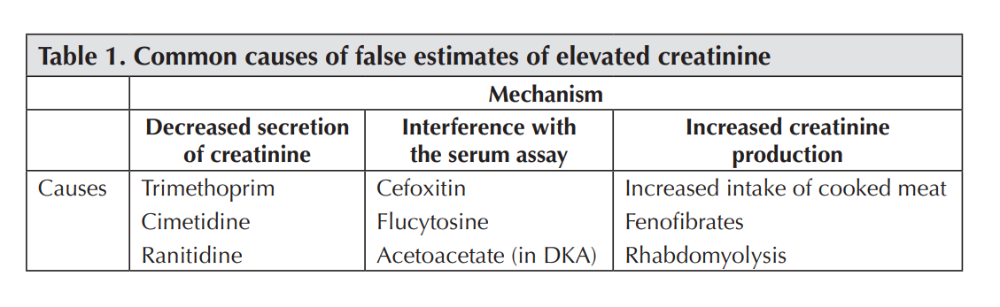 Table 1. Common causes of false estimates of elevated creatinine
Mechanism
Decreased secretion of creatinine
Interference with the serum assay
Increased creatinine production
Causes
Trimethoprim
Cefoxitin
Increased intake of cooked meat
Cimetidine
Flucytosine
Fenofibrates
Ranitidine
Acetoacetate (in DKA)
Rhabdomyolysis